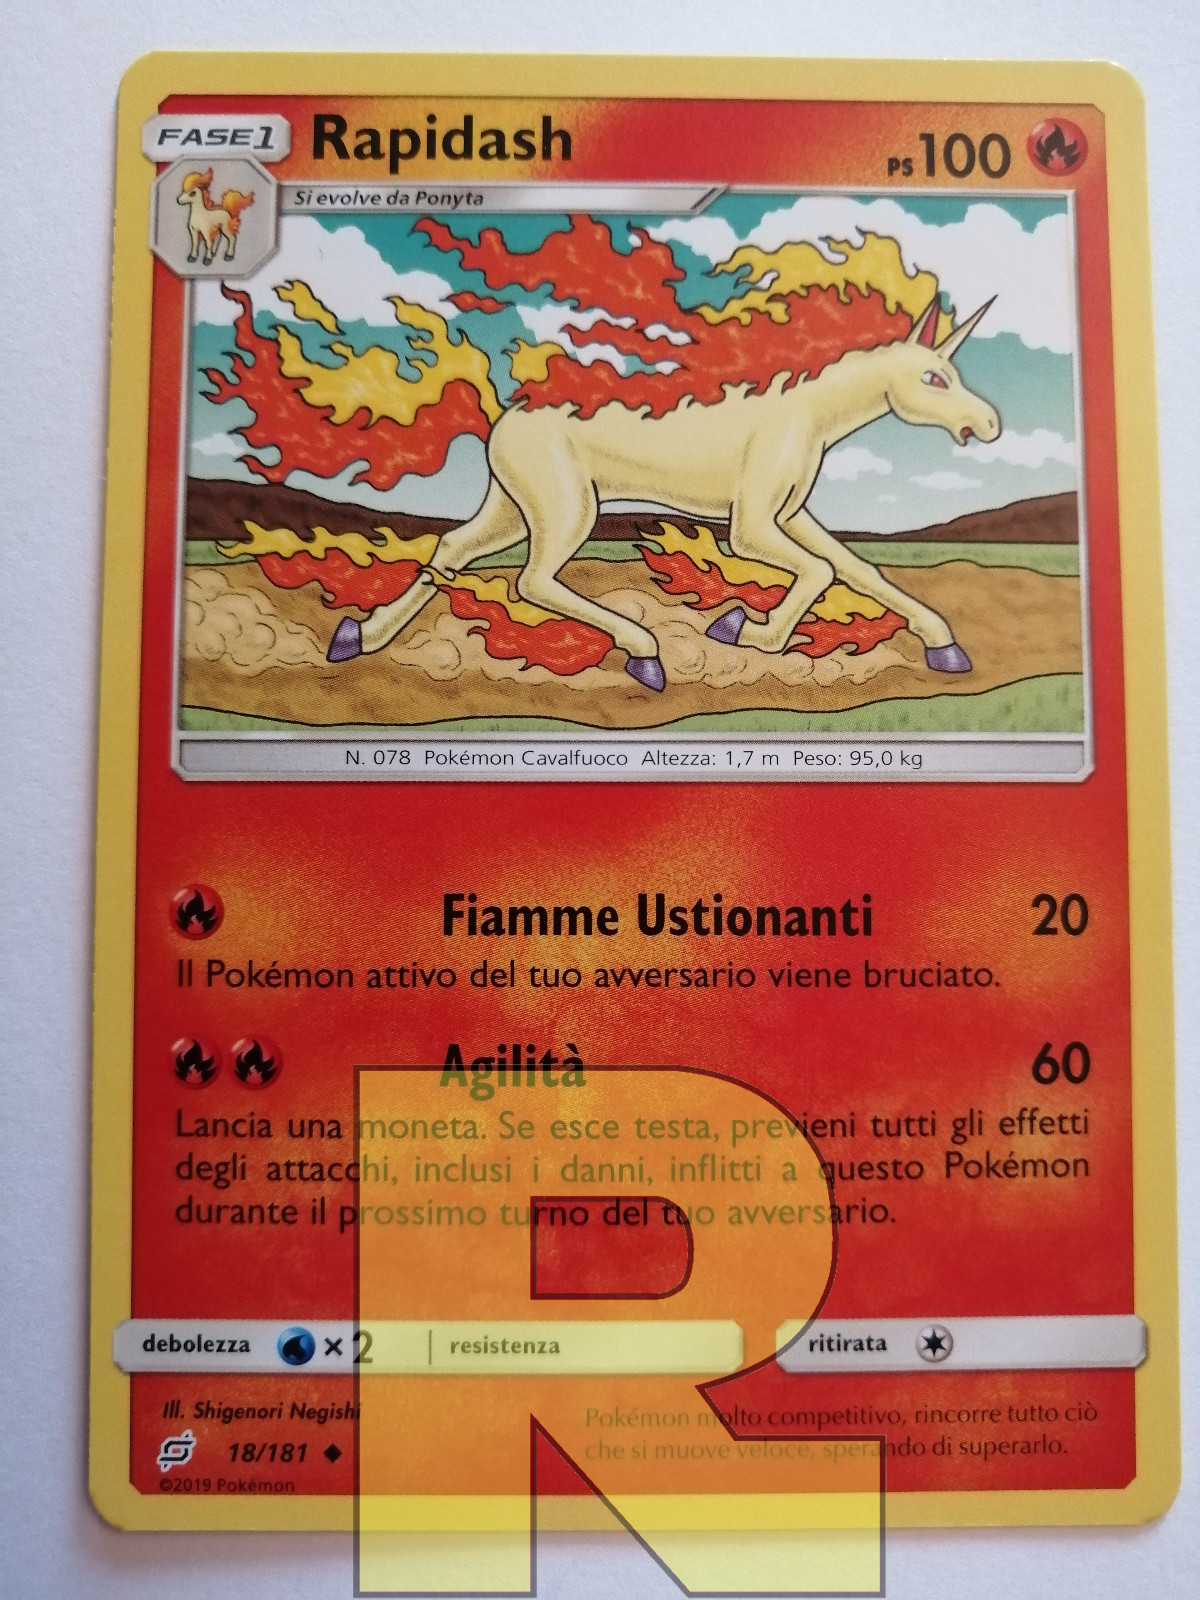 FASE 1
Rapidash
PS 100
Si evolve da Ponyta
N. 078 Pokémon Cavalfuoco Altezza: 1,7 m Peso: 95,0 kg
Fiamme Ustionanti 20
Il Pokémon attivo del tuo avversario viene bruciato.
Agilità 60
Lancia una moneta. Se esce testa, previeni tutti gli effetti
degli attacchi, inclusi i danni, inflitti a questo Pokémon
durante il prossimo turno del tuo avversario.
debolezza × 2 resistenza ritirata
Ill. Shigenori Negishi
18/181
©2019 Pokémon
Pokémon molto competitivo, rincorre tutto ciò
che si muove veloce, sperando di superarlo.
R